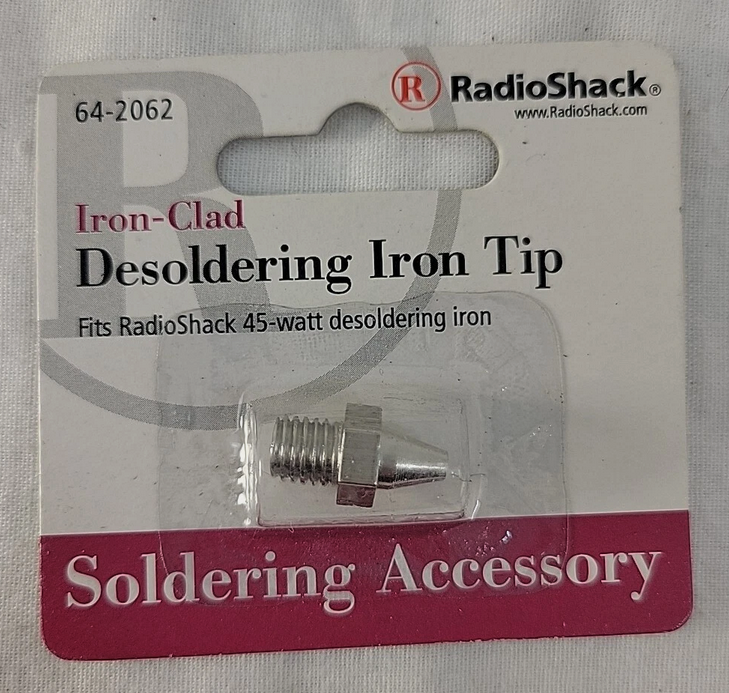 64-2062
R RadioShack®
www.RadioShack.com
Iron-Clad
Desoldering Iron Tip
Fits RadioShack 45-watt desoldering iron
Soldering Accessory